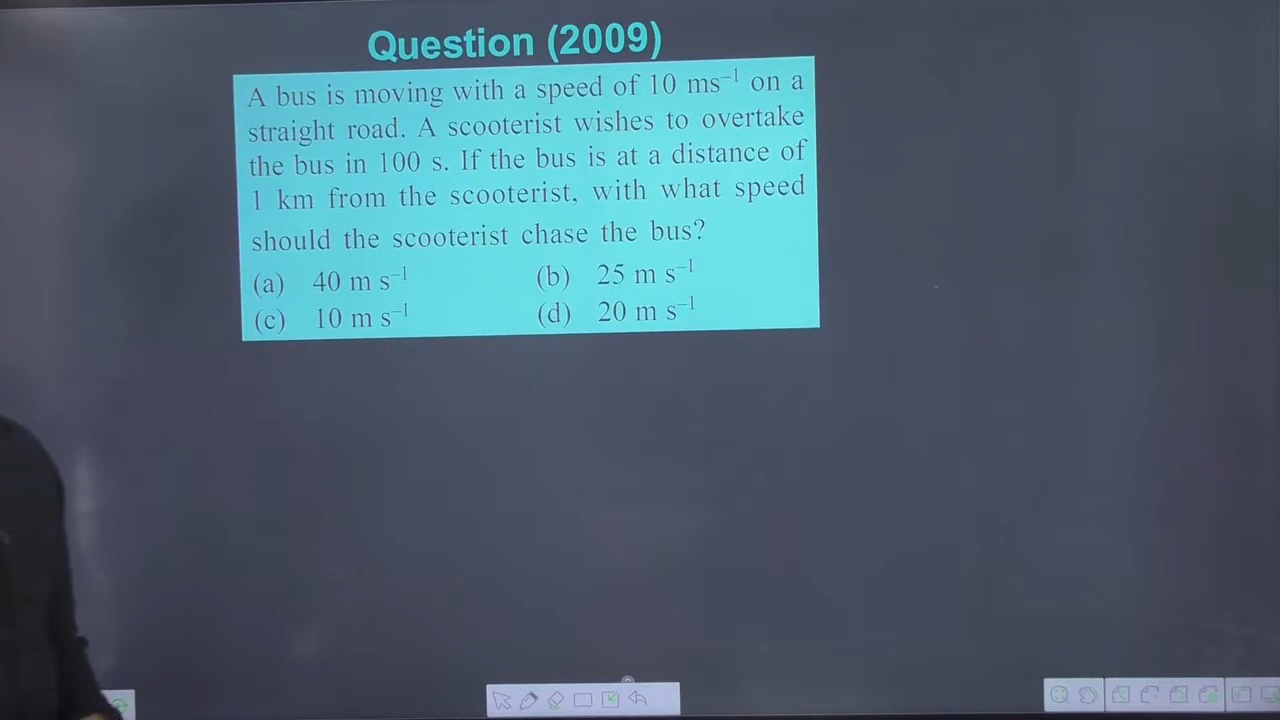 Question (2009)
A bus is moving with a speed of 10 ms⁻¹ on a
straight road. A scooterist wishes to overtake
the bus in 100 s. If the bus is at a distance of
1 km from the scooterist, with what speed
should the scooterist chase the bus?
(a) 40 m s⁻¹ (b) 25 m s⁻¹
(c) 10 m s⁻¹ (d) 20 m s⁻¹